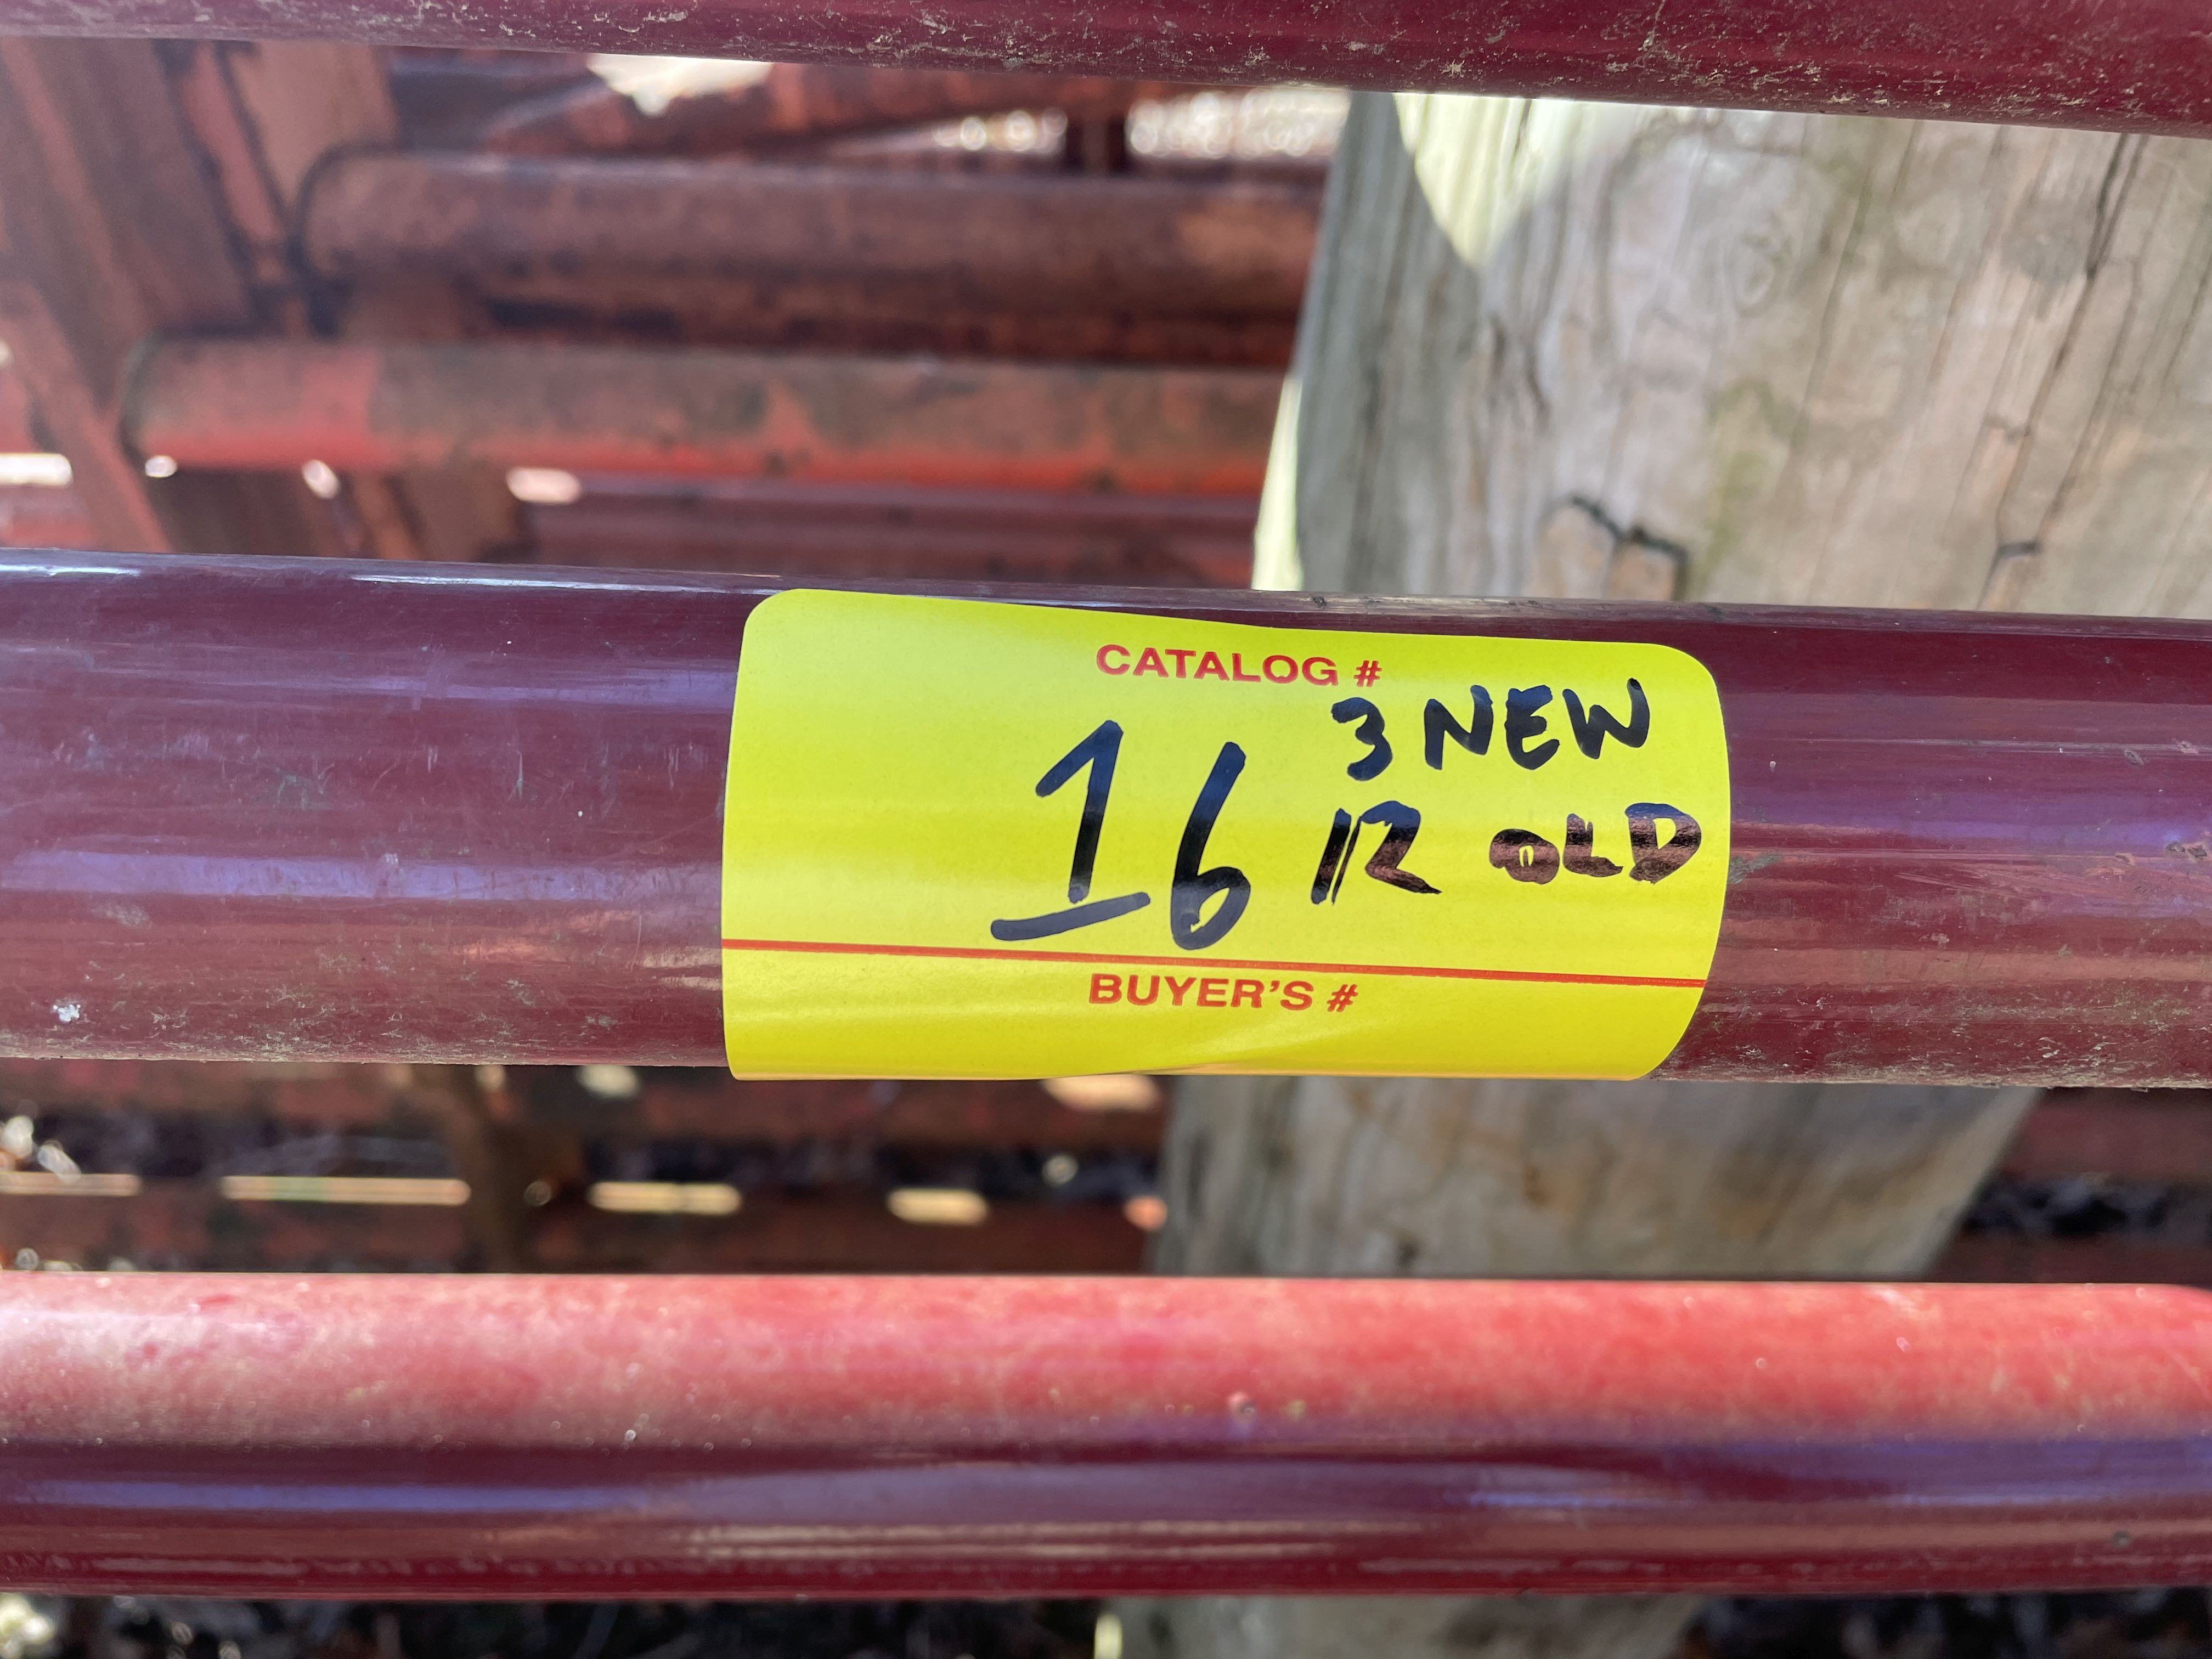 CATALOG #
3 NEW
16
12 OLD
BUYER'S #